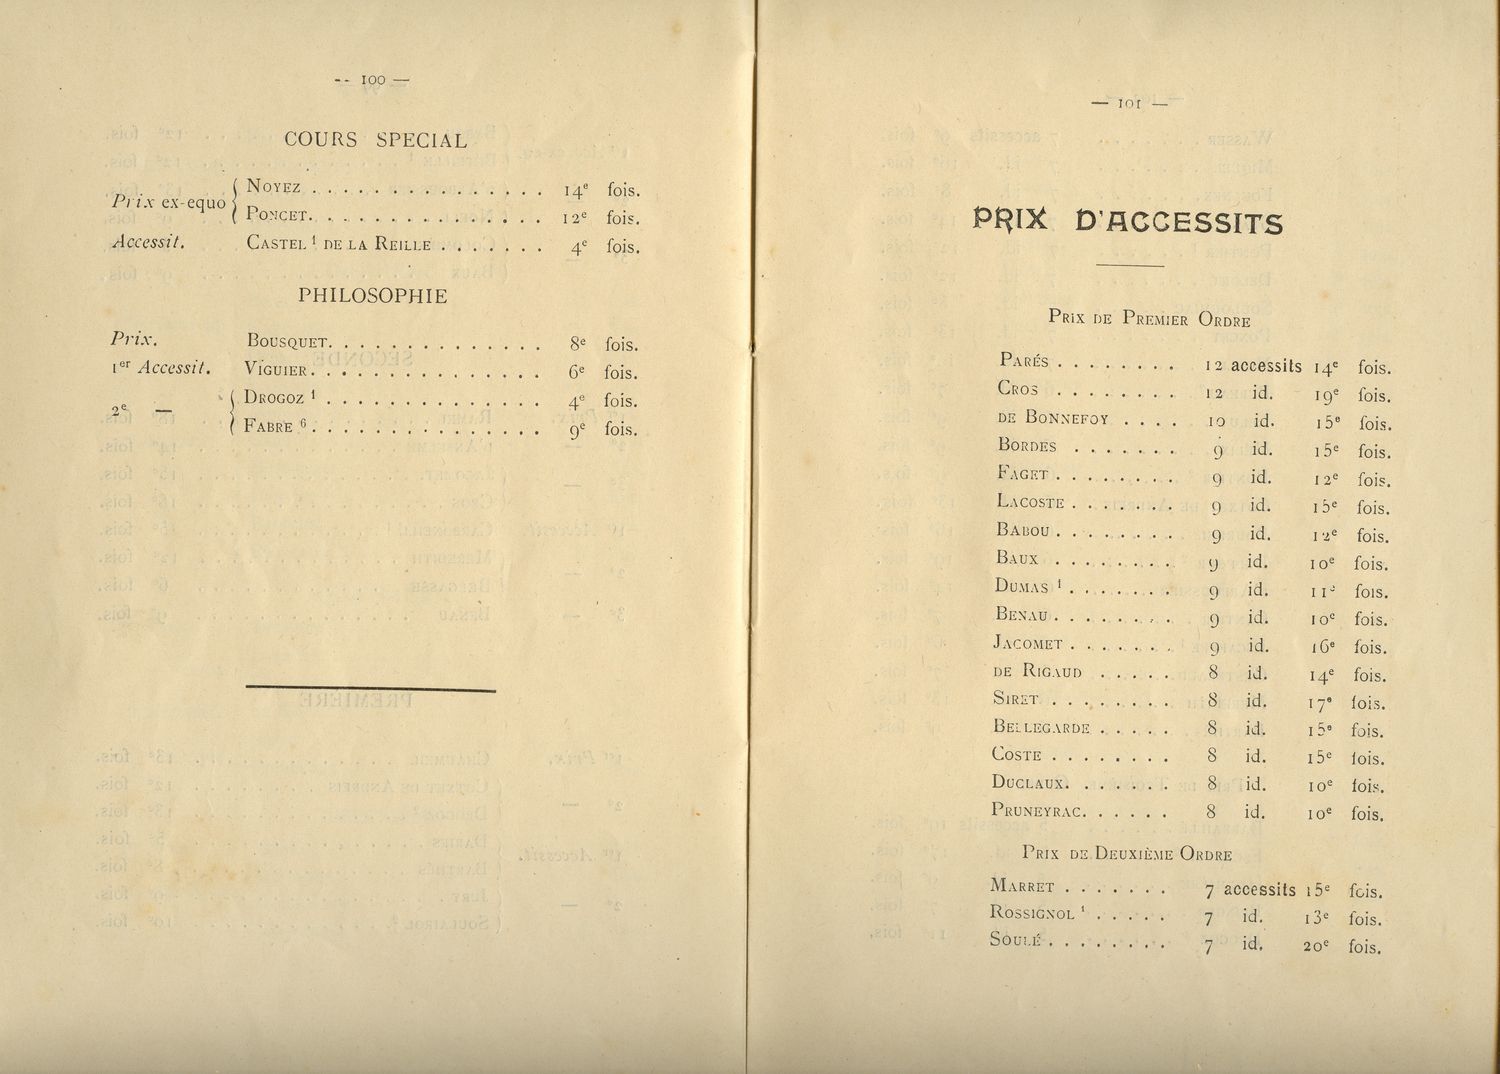 -- 100 —
COURS SPECIAL
Prix ex-equo { NOYEZ . . . . . . . . . . . . . . . 14e fois.
PONCET. . . . . . . . . . . . . . . 12e fois.
Accessit. CASTEL 1 DE LA REILLE . . . . . . . 4e fois.
PHILOSOPHIE
Prix. BOUSQUET. . . . . . . . . . . . . . 8e fois.
1er Accessit. VIGUIER. . . . . . . . . . . . . . . 6e fois.
2e — { DROGOZ 1 . . . . . . . . . . . . . . 4e fois.
FABRE 6 . . . . . . . . . . . . . . . 9e fois.
— 101 —
PRIX D'ACCESSITS
PRIX DE PREMIER ORDRE
PARÉS . . . . . . . . 12 accessits 14e fois.
CROS . . . . . . . . 12 id. 19e fois.
DE BONNEFOY . . . . 10 id. 15e fois.
BORDES . . . . . . . 9 id. 15e fois.
FAGET . . . . . . . . 9 id. 12e fois.
LACOSTE . . . . . . . 9 id. 15e fois.
BABOU . . . . . . . . 9 id. 12e fois.
BAUX . . . . . . . . 9 id. 10e fois.
DUMAS 1 . . . . . . . 9 id. 11e fois.
BENAU . . . . . . . . 9 id. 10e fois.
JACOMET . . . . . . . 9 id. 16e fois.
DE RIGAUD . . . . . 8 id. 14e fois.
SIRET . . . . . . . . 8 id. 17e fois.
BELLEGARDE . . . . . 8 id. 15e fois.
COSTE . . . . . . . . 8 id. 15e fois.
DUCLAUX. . . . . . . 8 id. 10e fois.
PRUNEYRAC. . . . . . 8 id. 10e fois.
PRIX DE DEUXIÈME ORDRE
MARRET . . . . . . . 7 accessits 15e fois.
ROSSIGNOL 1 . . . . . 7 id. 13e fois.
SOULÉ . . . . . . . . 7 id. 20e fois.